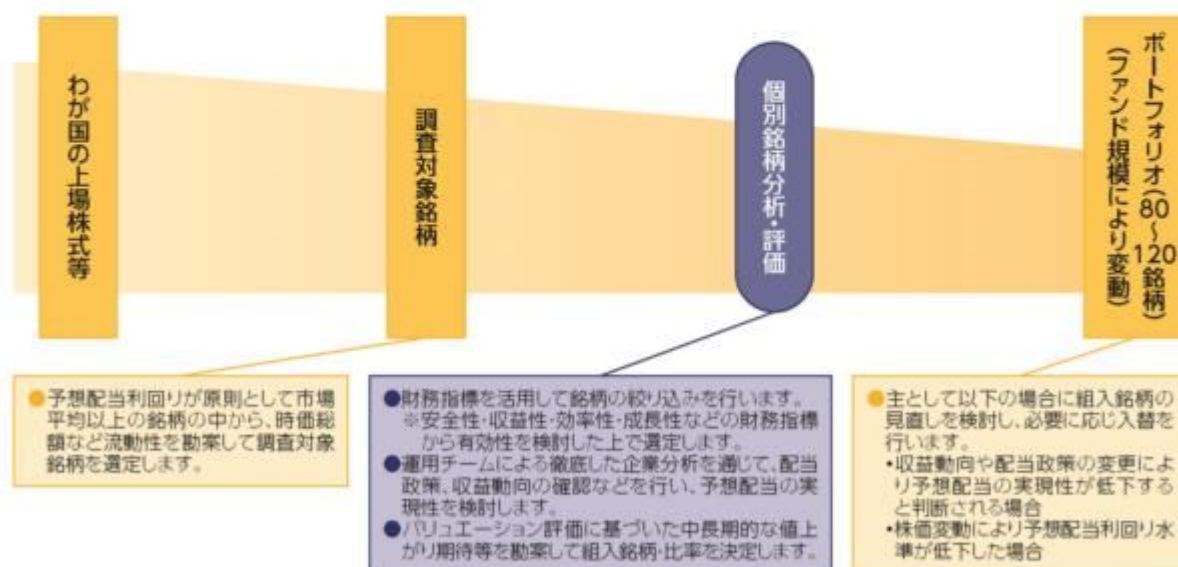 わが国の上場株式等
調査対象銘柄
個別銘柄分析・評価
ポートフォリオ(80~120銘柄)
(ファンド規模により変動)
●予想配当利回りが原則として市場
平均以上の銘柄の中から、時価総
額など流動性を勘案して調査対象
銘柄を選定します。
●財務指標を活用して銘柄の絞り込みを行います。
※安全性・収益性・効率性・成長性などの財務指標
から有効性を検討した上で選定します。
●運用チームによる徹底した企業分析を通じて、配当
政策、収益動向の確認などを行い、予想配当の実
現性を検討します。
●バリュエーション評価に基づいた中長期的な値上
がり期待等を勘案して組入銘柄・比率を決定します。
●主として以下の場合に組入銘柄の
見直しを検討し、必要に応じ入替を
行います。
・収益動向や配当政策の変更によ
り予想配当の実現性が低下する
と判断される場合
・株価変動により予想配当利回り水
準が低下した場合